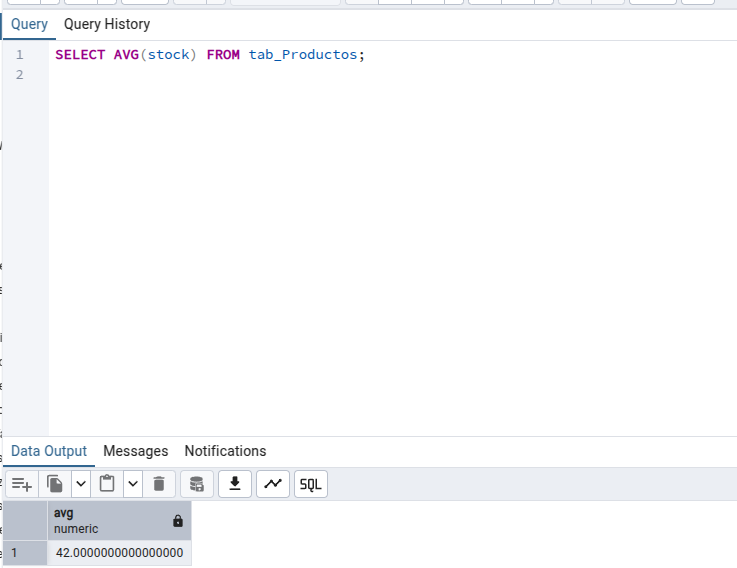 Query Query History
1 SELECT AVG(stock) FROM tab_Productos;
2
Data Output Messages Notifications
SQL
avg
numeric
1 42.0000000000000000